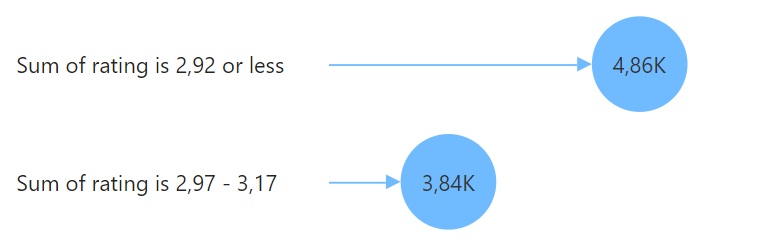 Sum of rating is 2,92 or less
4,86K
Sum of rating is 2,97 - 3,17
3,84K